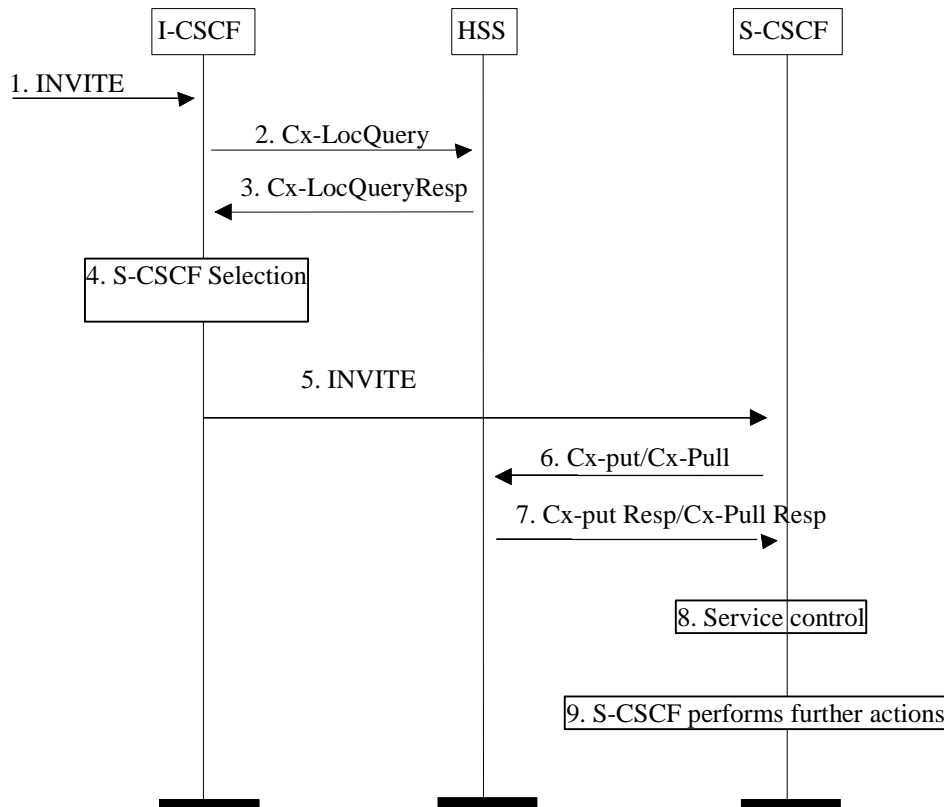 I-CSCF
HSS
S-CSCF
1. INVITE
2. Cx-LocQuery
3. Cx-LocQueryResp
4. S-CSCF Selection
5. INVITE
6. Cx-put/Cx-Pull
7. Cx-put Resp/Cx-Pull Resp
8. Service control
9. S-CSCF performs further actions